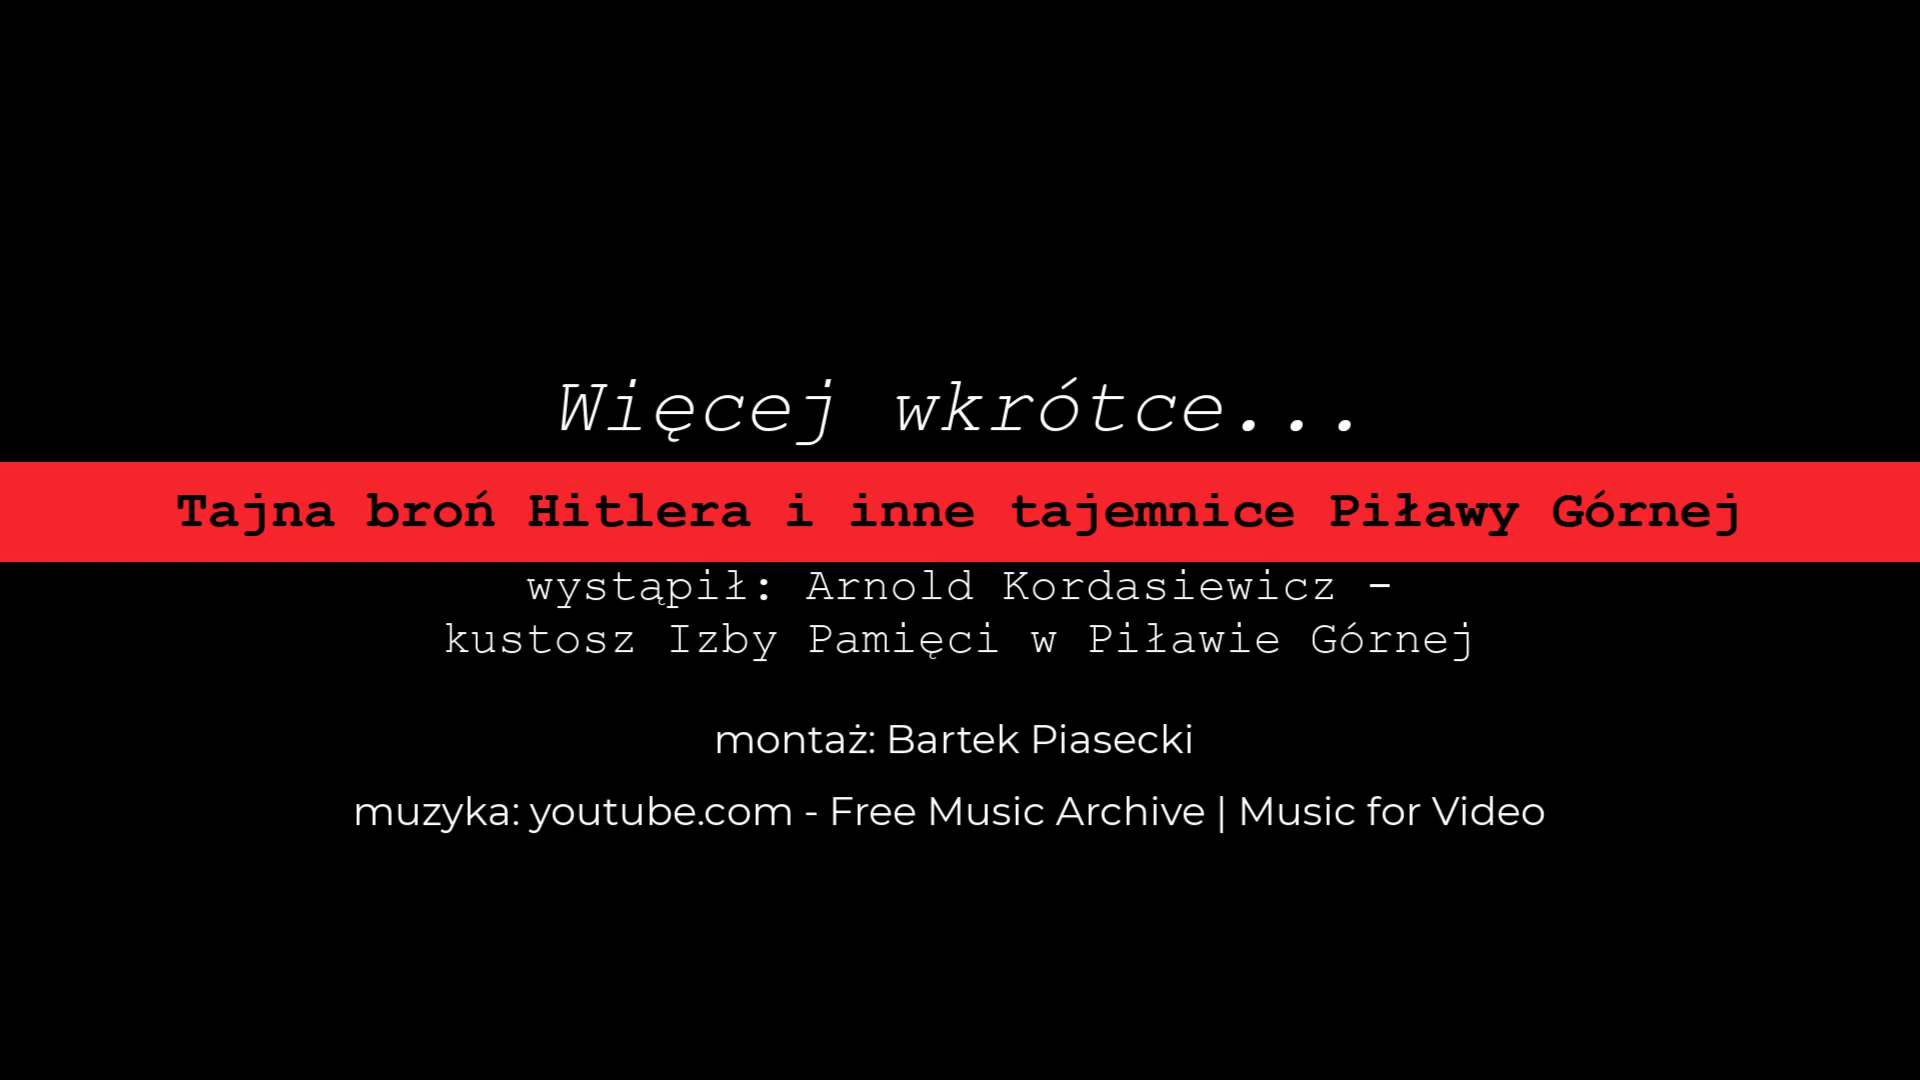 Więcej wkrótce...
Tajna broń Hitlera i inne tajemnice Piławy Górnej
wystąpił: Arnold Kordasiewicz -
kustosz Izby Pamięci w Piławie Górnej
montaż: Bartek Piasecki
muzyka: youtube.com - Free Music Archive | Music for Video